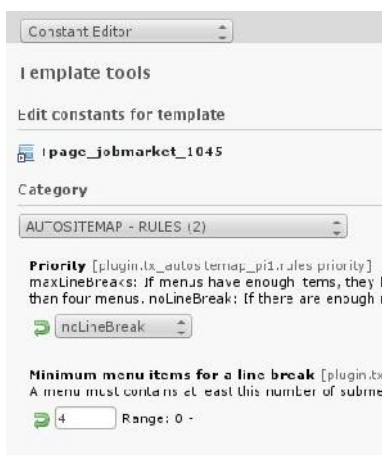 Constant Editor
Template tools
Edit constants for template
page_jobmarket_1045
Category
AUTOSITEMAP - RULES (2)
Priority [plugin.tx_autositemap_pi1.rules.priority]
maxLineBreaks: If menus have enough items, they
than four menus. noLineBreak: If there are enough
noLineBreak
Minimum menu items for a line break [plugin.tx
A menu must contains at least this number of subme
4 Range: 0 -